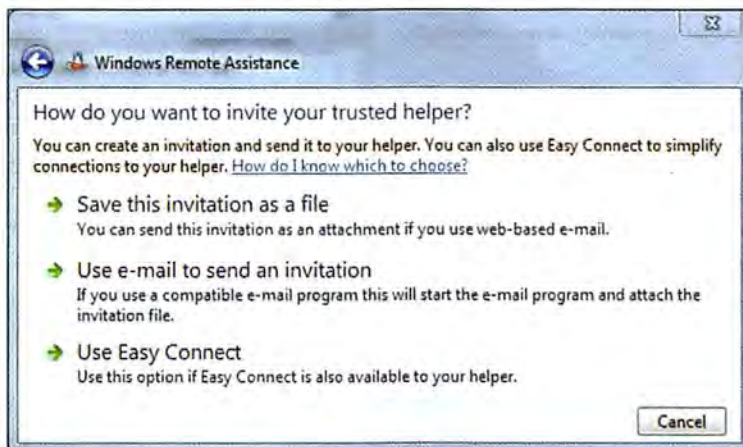 Windows Remote Assistance
How do you want to invite your trusted helper?
You can create an invitation and send it to your helper. You can also use Easy Connect to simplify
connections to your helper. How do I know which to choose?
Save this invitation as a file
You can send this invitation as an attachment if you use web-based e-mail.
Use e-mail to send an invitation
If you use a compatible e-mail program this will start the e-mail program and attach the
invitation file.
Use Easy Connect
Use this option if Easy Connect is also available to your helper.
Cancel